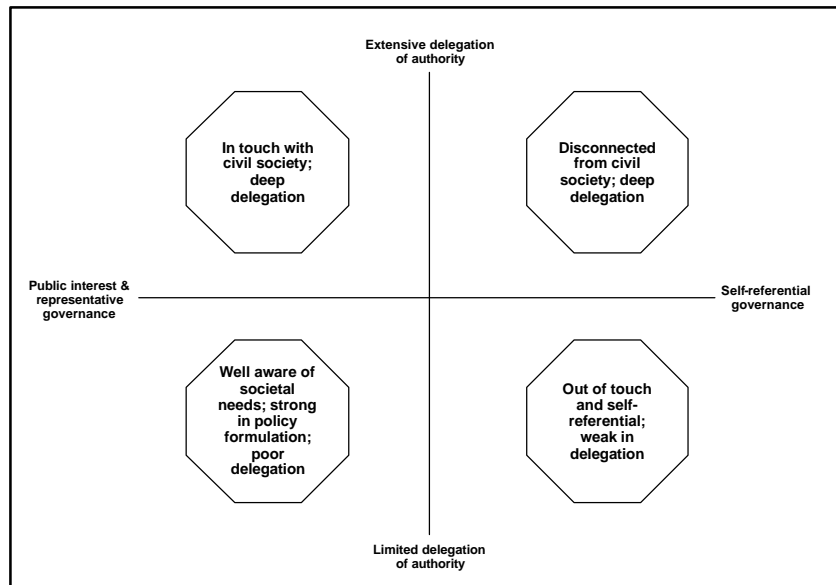 Extensive delegation
of authority
In touch with
civil society;
deep
delegation
Disconnected
from civil
society; deep
delegation
Public interest &
representative
governance
Self-referential
governance
Well aware of
societal
needs; strong
in policy
formulation;
poor
delegation
Out of touch
and self-
referential;
weak in
delegation
Limited delegation
of authority